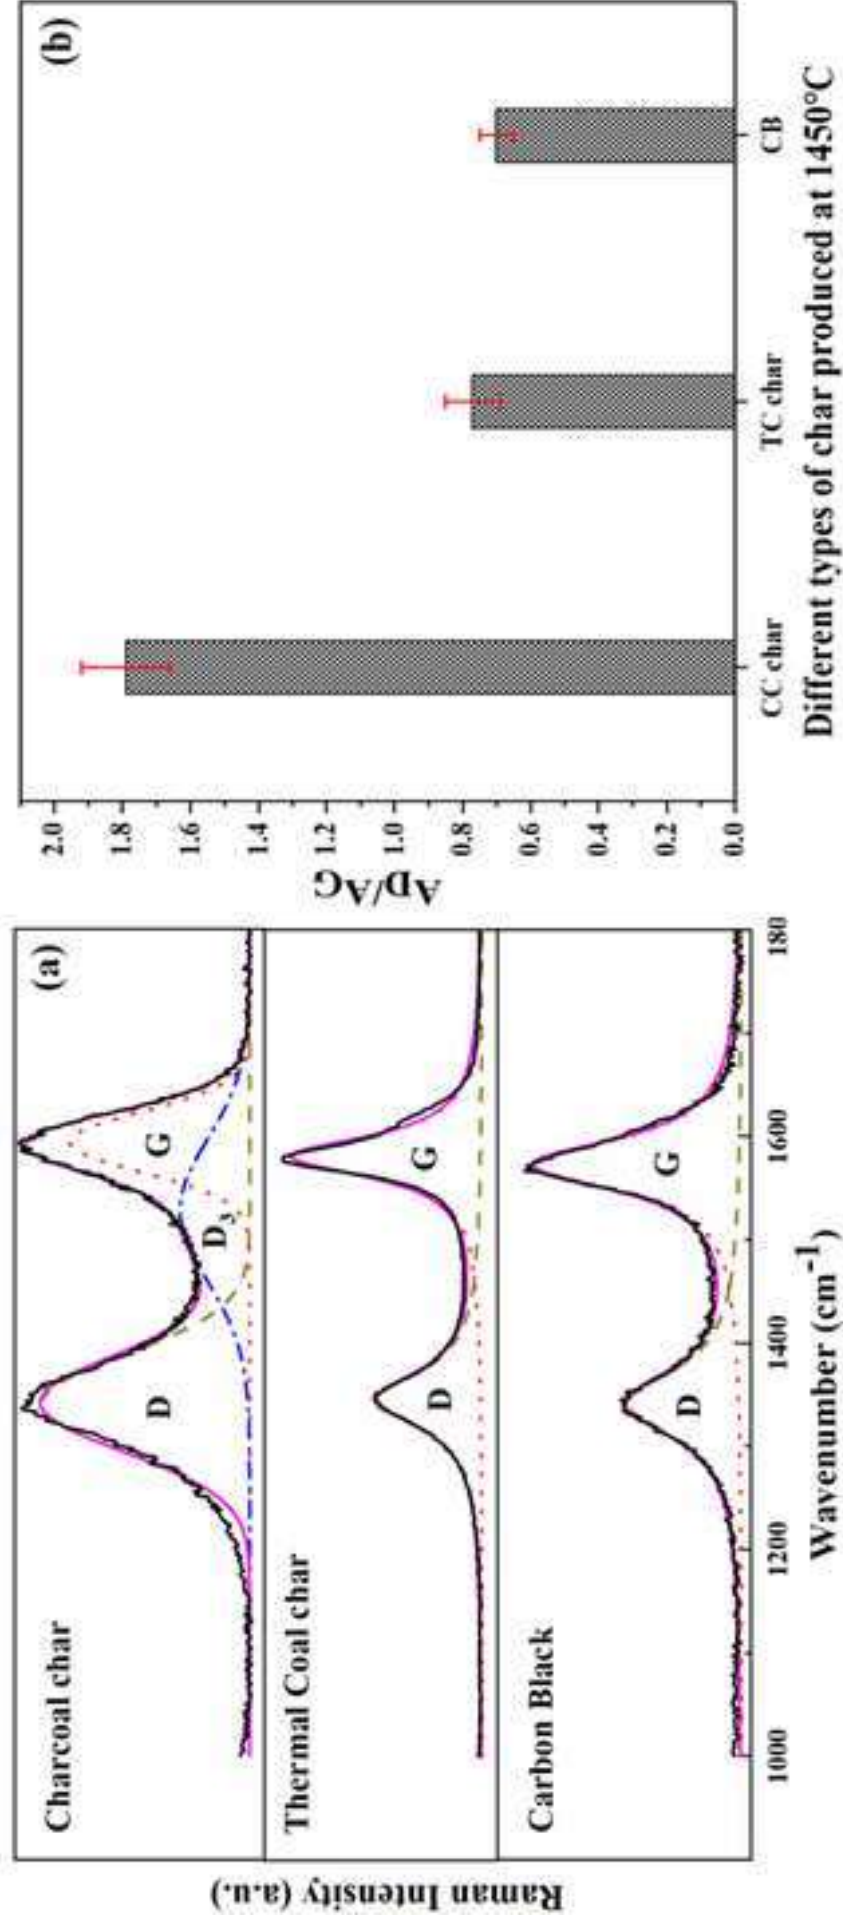 (a)
Charcoal char
D
D3
G
Thermal Coal char
D
G
Carbon Black
D
G
1000
1200
1400
1600
180
Wavenumber (cm-1)
Raman Intensity (a.u.)
(b)
2.0
1.8
1.6
1.4
1.2
1.0
0.8
0.6
0.4
0.2
0.0
AD/AG
CC char
TC char
CB
Different types of char produced at 1450°C